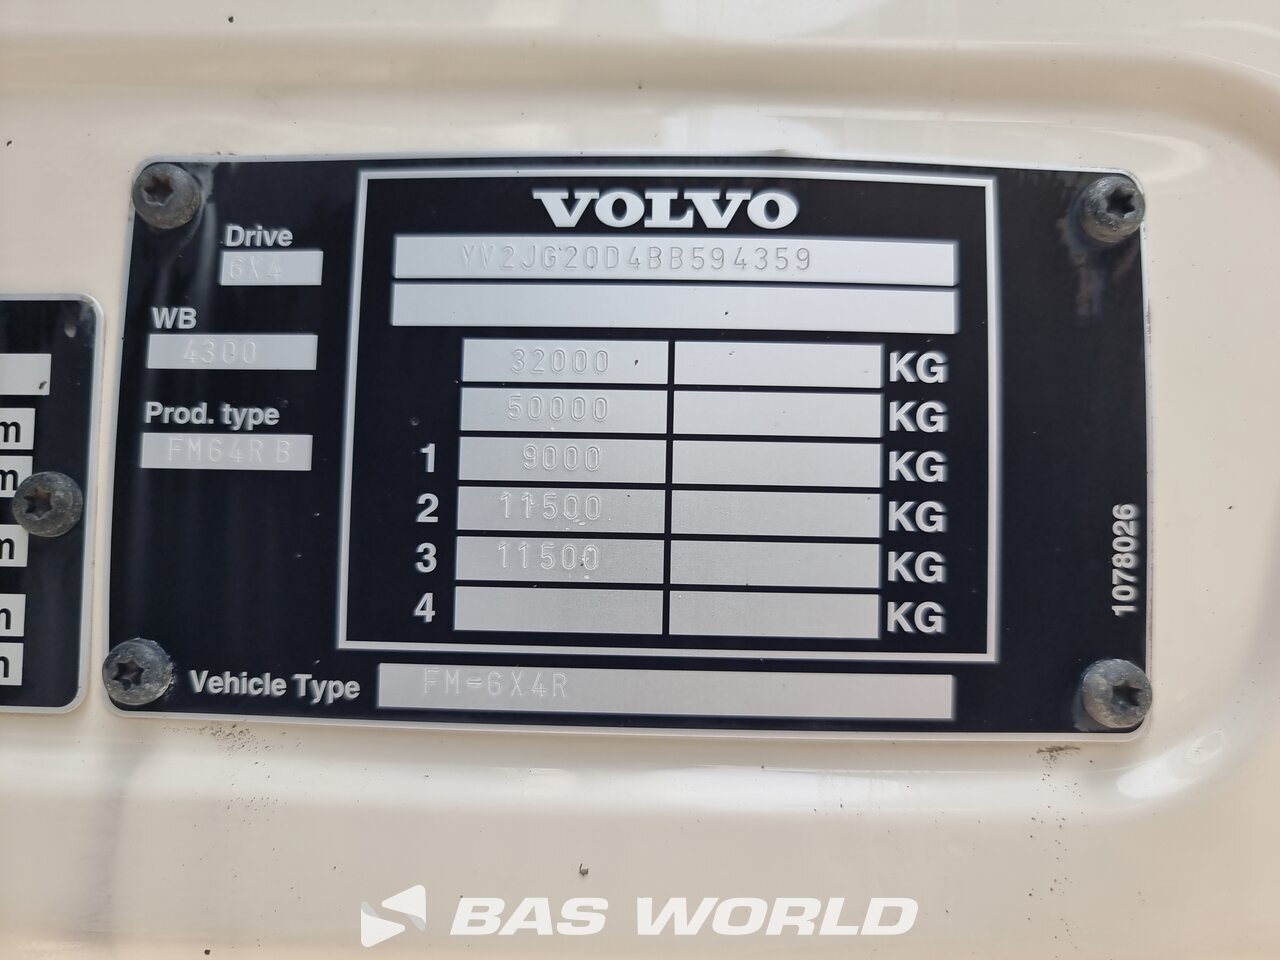 VOLVO
Drive
6X4
YV2JG20D4BB594359
WB
4300
32000 KG
50000 KG
Prod. type
FM64R B
1 9000 KG
2 11500 KG
3 11500 KG
4 KG
1078026
Vehicle Type FM-6X4R
m
m
m
BAS WORLD